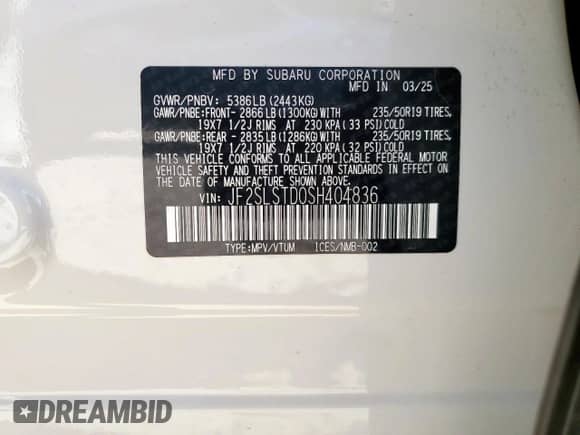 MFD BY SUBARU CORPORATION
MFD IN 03/25
GVWR/PNBV: 5386LB(2443KG)
GAWR/PNBE:FRONT- 2866LB(1300KG)WITH 235/50R19 TIRES,
19X7 1/2J RIMS AT 230 KPA ( 33 PSI)COLD
GAWR/PNBE:REAR - 2835LB(1286KG)WITH 235/50R19 TIRES,
19X7 1/2J RIMS AT 220 KPA ( 32 PSI)COLD
THIS VEHICLE CONFORMS TO ALL APPLICABLE FEDERAL MOTOR
VEHICLE SAFETY AND THEFT PREVENTION STANDARDS IN EFFECT
ON THE DATE OF MANUFACTURE SHOWN ABOVE.
VIN: JF2SLSTD0SH404836
TYPE:MPV/VTUM ICES/NMB-002
DREAMBID